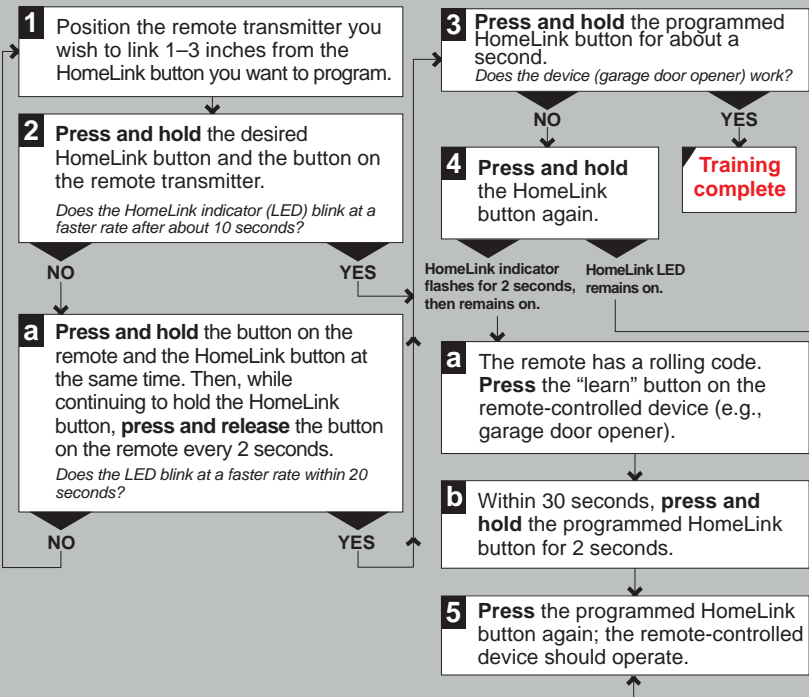 1
Position the remote transmitter you
wish to link 1–3 inches from the
HomeLink button you want to program.
2
Press and hold the desired
HomeLink button and the button on
the remote transmitter.
Does the HomeLink indicator (LED) blink at a
faster rate after about 10 seconds?
NO
YES
a
Press and hold the button on the
remote and the HomeLink button at
the same time. Then, while
continuing to hold the HomeLink
button, press and release the button
on the remote every 2 seconds.
Does the LED blink at a faster rate within 20
seconds?
NO
YES
3
Press and hold the programmed
HomeLink button for about a
second.
Does the device (garage door opener) work?
NO
YES
4
Press and hold
the HomeLink
button again.
Training
complete
HomeLink indicator
flashes for 2 seconds,
then remains on.
HomeLink LED
remains on.
a
The remote has a rolling code.
Press the “learn” button on the
remote-controlled device (e.g.,
garage door opener).
b
Within 30 seconds, press and
hold the programmed HomeLink
button for 2 seconds.
5
Press the programmed HomeLink
button again; the remote-controlled
device should operate.